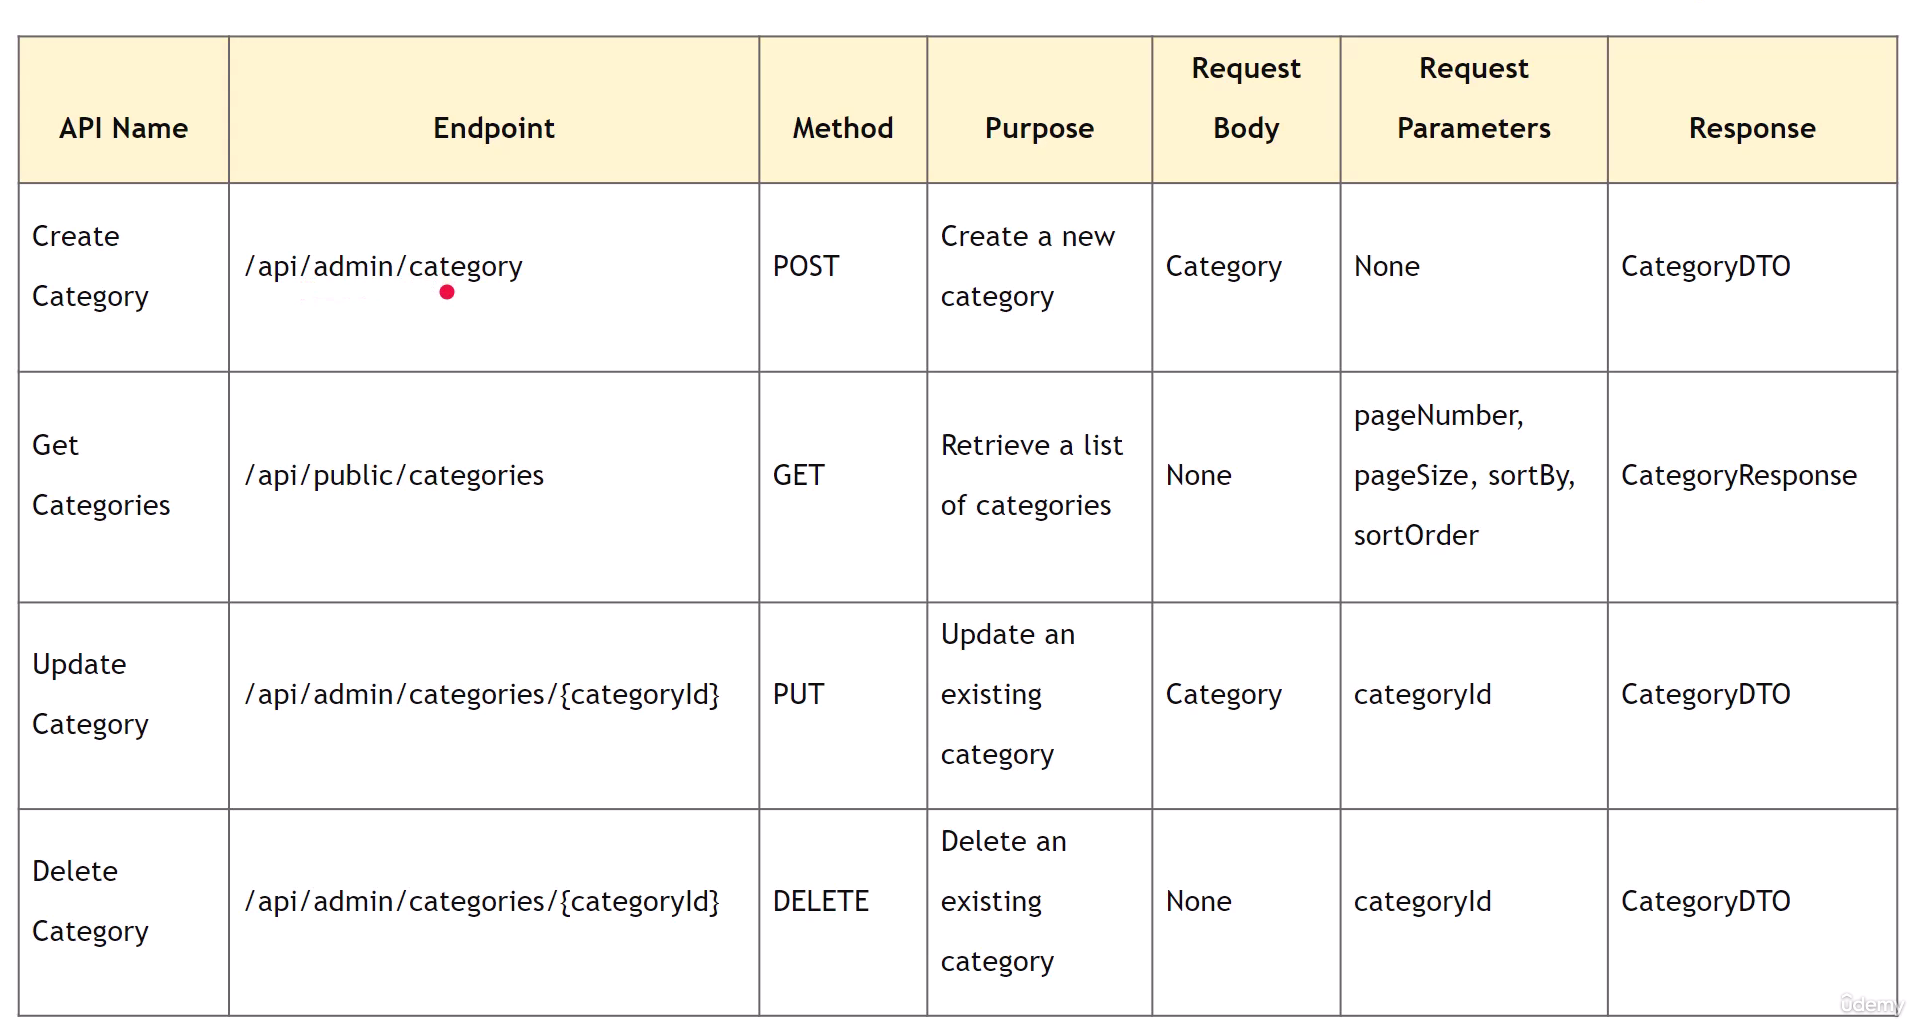 API Name
Endpoint
Method
Purpose
Request
Body
Request
Parameters
Response
Create
Category
/api/admin/category
POST
Create a new
category
Category
None
CategoryDTO
Get
Categories
/api/public/categories
GET
Retrieve a list
of categories
None
pageNumber,
pageSize, sortBy,
sortOrder
CategoryResponse
Update
Category
/api/admin/categories/{categoryId}
PUT
Update an
existing
category
Category
categoryId
CategoryDTO
Delete
Category
/api/admin/categories/{categoryId}
DELETE
Delete an
existing
category
None
categoryId
CategoryDTO
udemy